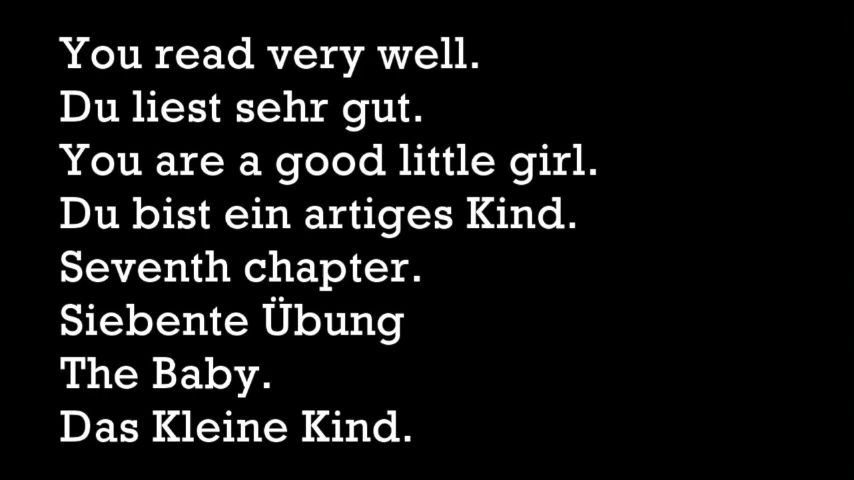 You read very well.
Du liest sehr gut.
You are a good little girl.
Du bist ein artiges Kind.
Seventh chapter.
Siebente Übung
The Baby.
Das Kleine Kind.